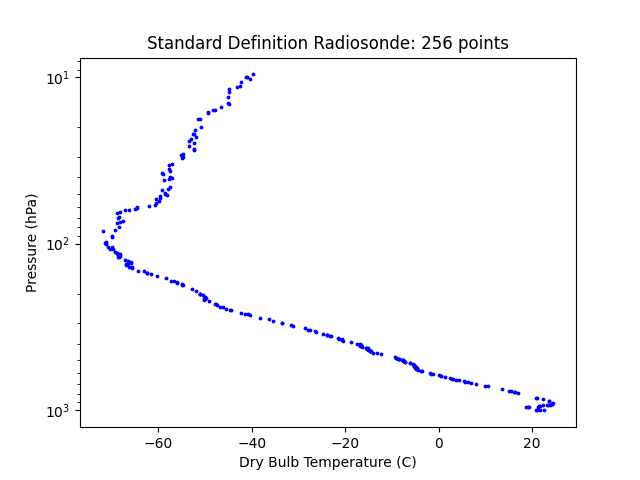 Standard Definition Radiosonde: 256 points
10¹
10²
10³
Pressure (hPa)
−60 −40 −20 0 20
Dry Bulb Temperature (C)